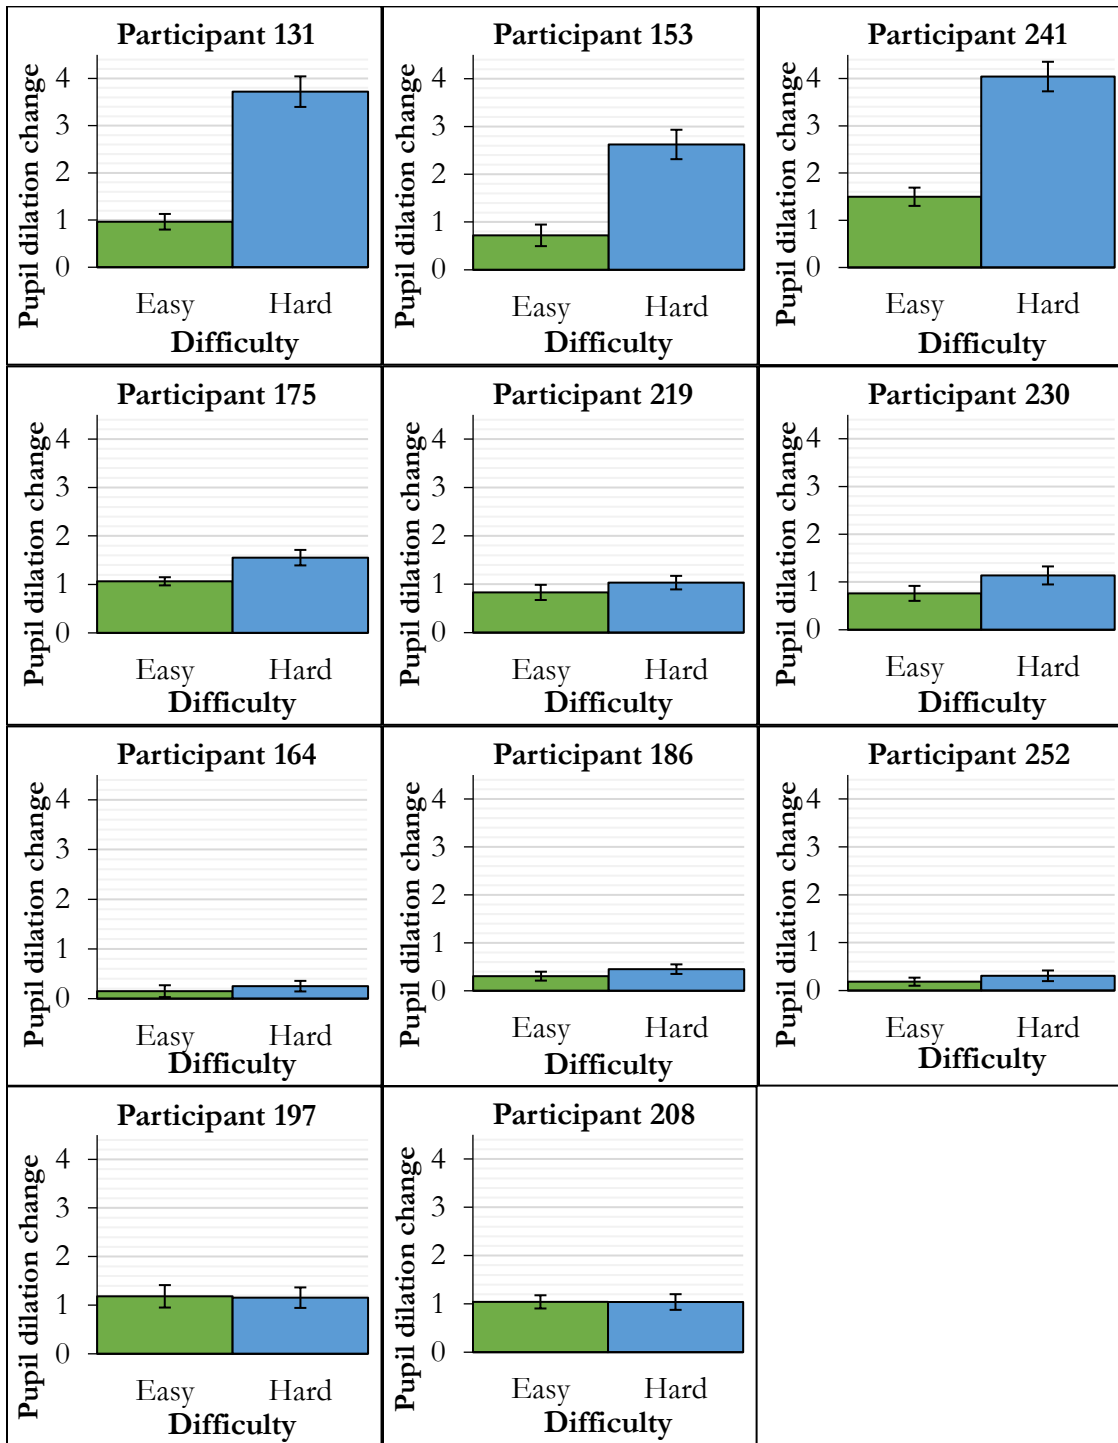 Participant 131
Pupil dilation change
4
3
2
1
0
Easy Hard
Difficulty
Participant 153
Pupil dilation change
4
3
2
1
0
Easy Hard
Difficulty
Participant 241
Pupil dilation change
4
3
2
1
0
Easy Hard
Difficulty
Participant 175
Pupil dilation change
4
3
2
1
0
Easy Hard
Difficulty
Participant 219
Pupil dilation change
4
3
2
1
0
Easy Hard
Difficulty
Participant 230
Pupil dilation change
4
3
2
1
0
Easy Hard
Difficulty
Participant 164
Pupil dilation change
4
3
2
1
0
Easy Hard
Difficulty
Participant 186
Pupil dilation change
4
3
2
1
0
Easy Hard
Difficulty
Participant 252
Pupil dilation change
4
3
2
1
0
Easy Hard
Difficulty
Participant 197
Pupil dilation change
4
3
2
1
0
Easy Hard
Difficulty
Participant 208
Pupil dilation change
4
3
2
1
0
Easy Hard
Difficulty